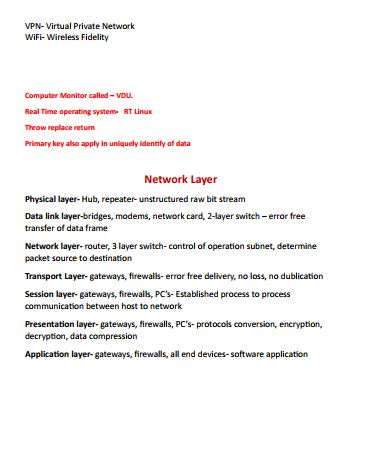 VPN- Virtual Private Network
WiFi- Wireless Fidelity
Computer Monitor called – VDU.
Real Time operating system- RT Linux
Throw replace return
Primary key also apply in uniquely identify of data
Network Layer
Physical layer- Hub, repeater- unstructured raw bit stream
Data link layer-bridges, modems, network card, 2-layer switch – error free
transfer of data frame
Network layer- router, 3 layer switch- control of operation subnet, determine
packet source to destination
Transport Layer- gateways, firewalls- error free delivery, no loss, no dublication
Session layer- gateways, firewalls, PC's- Established process to process
communication between host to network
Presentation layer- gateways, firewalls, PC's- protocols conversion, encryption,
decryption, data compression
Application layer- gateways, firewalls, all end devices- software application